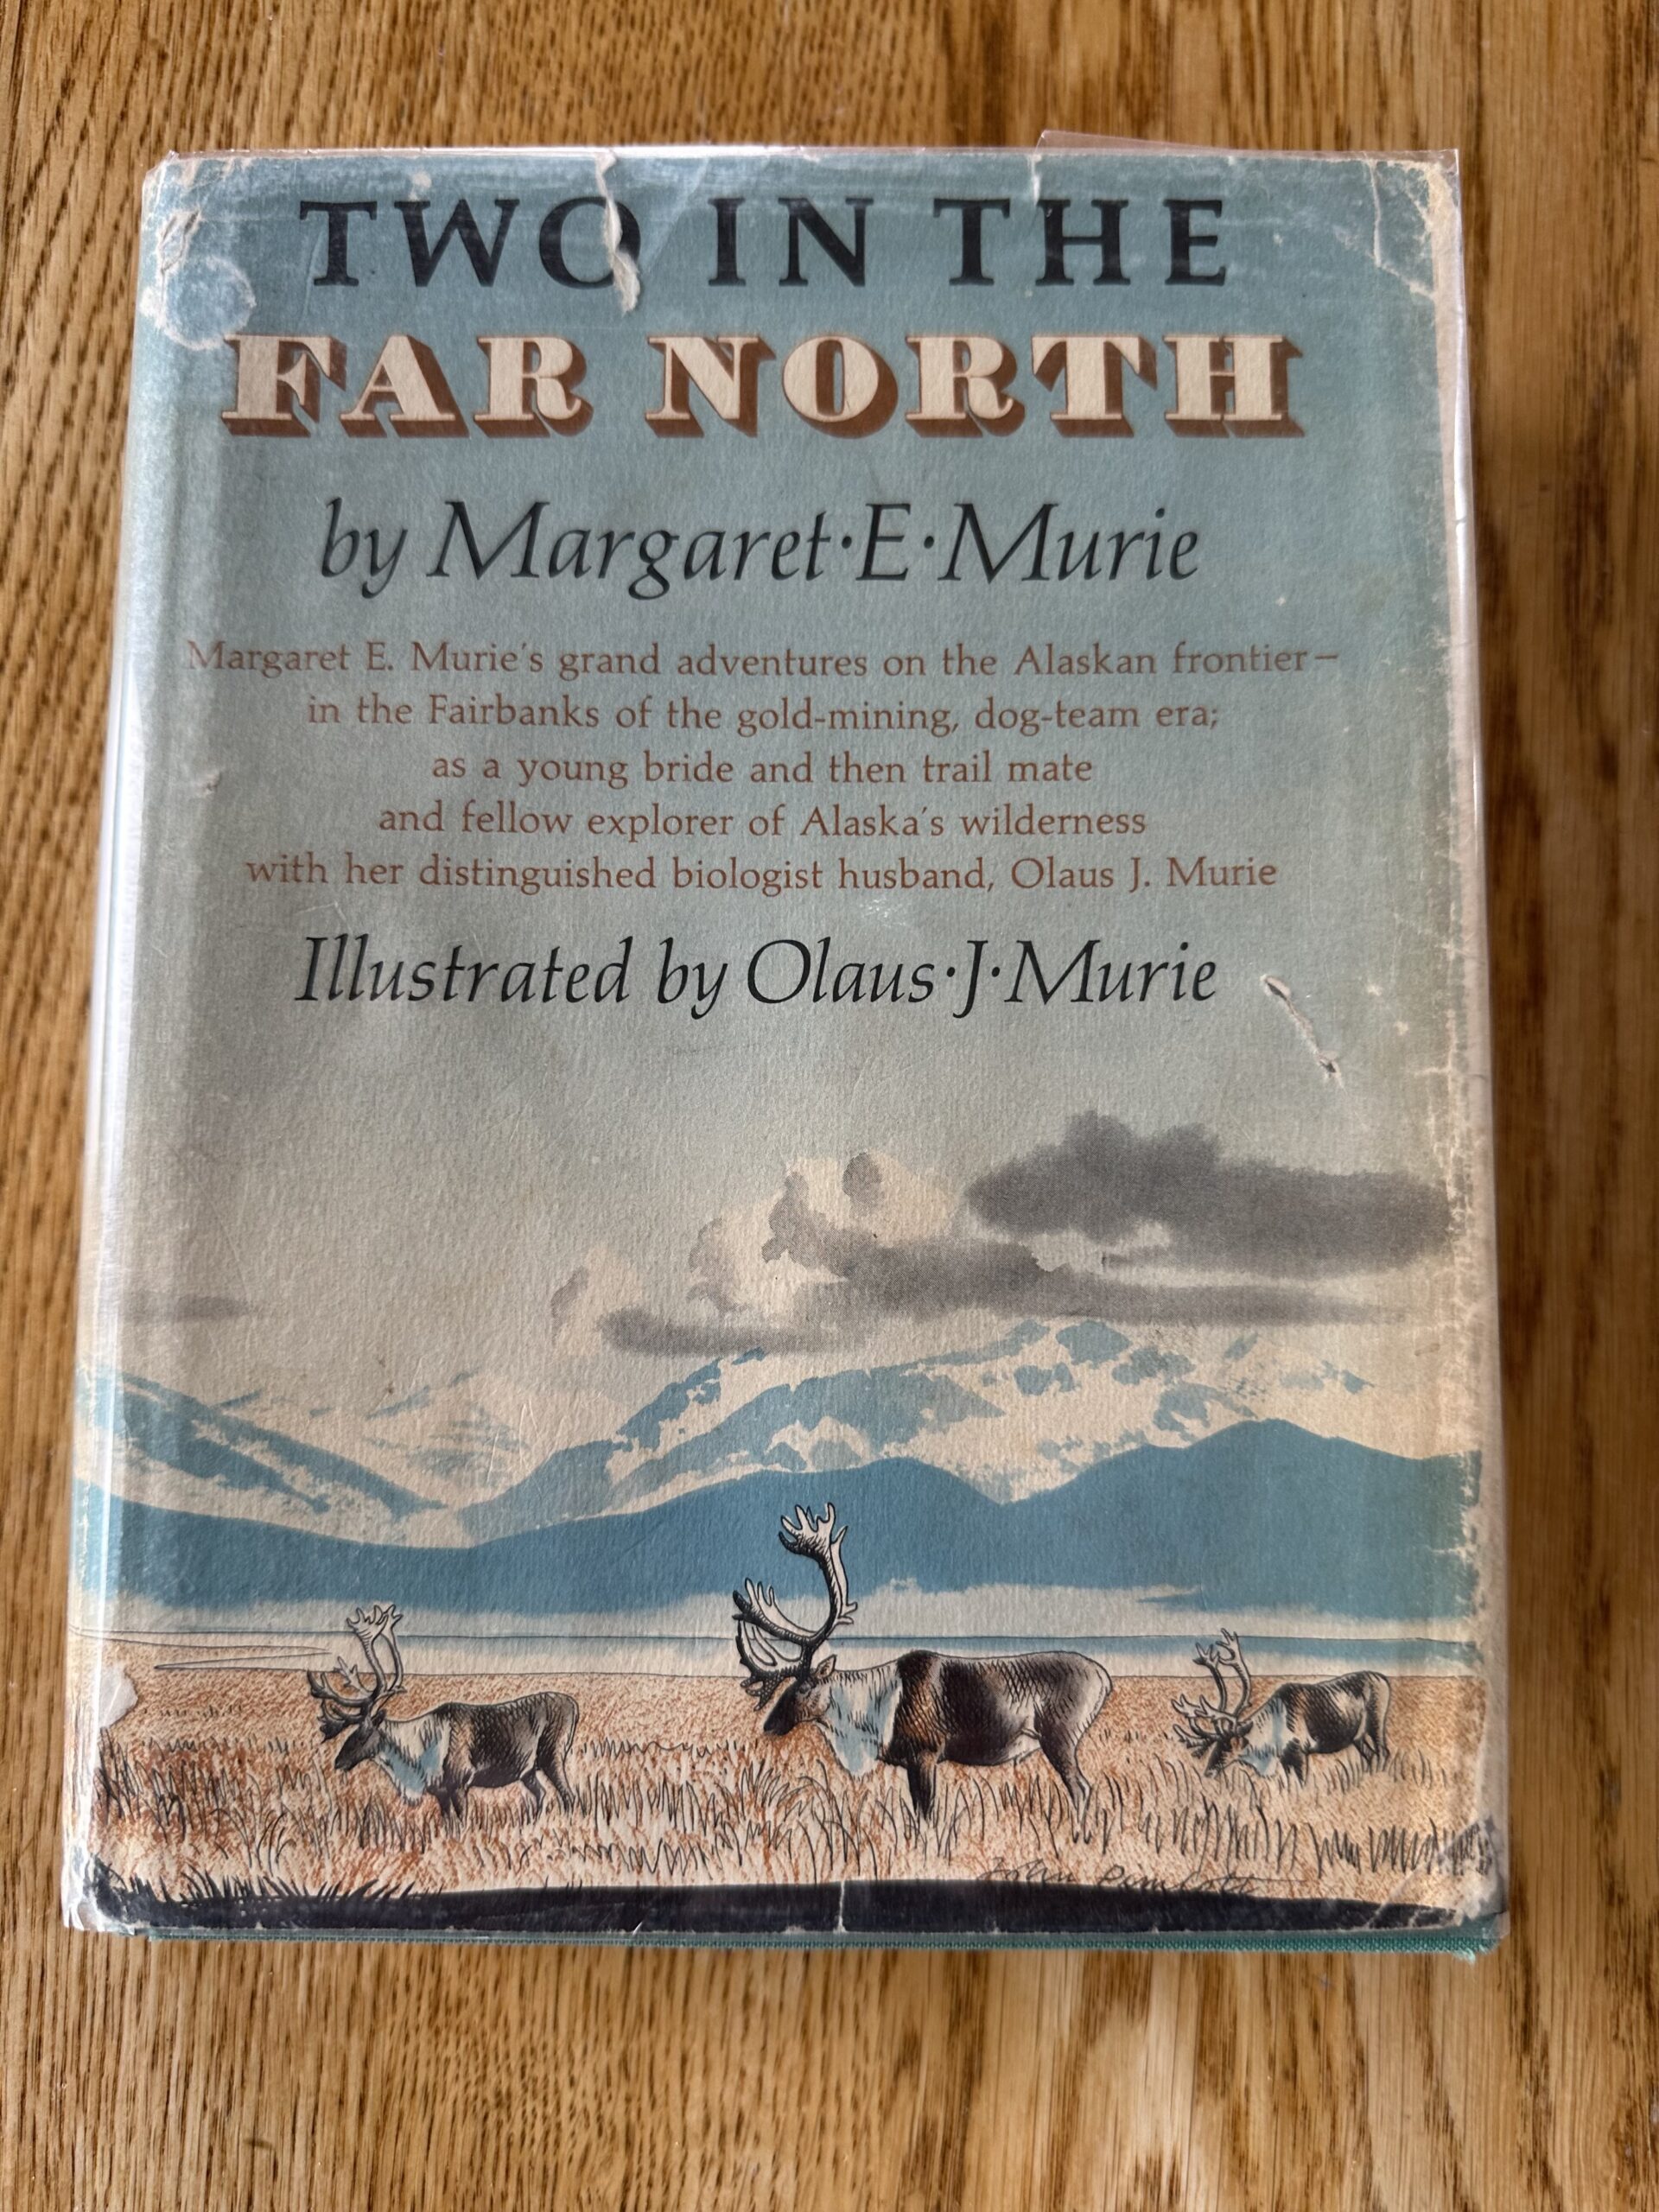 TWO IN THE
FAR NORTH
by Margaret·E·Murie
Margaret E. Murie's grand adventures on the Alaskan frontier—
in the Fairbanks of the gold-mining, dog-team era;
as a young bride and then trail mate
and fellow explorer of Alaska's wilderness
with her distinguished biologist husband, Olaus J. Murie
Illustrated by Olaus·J·Murie